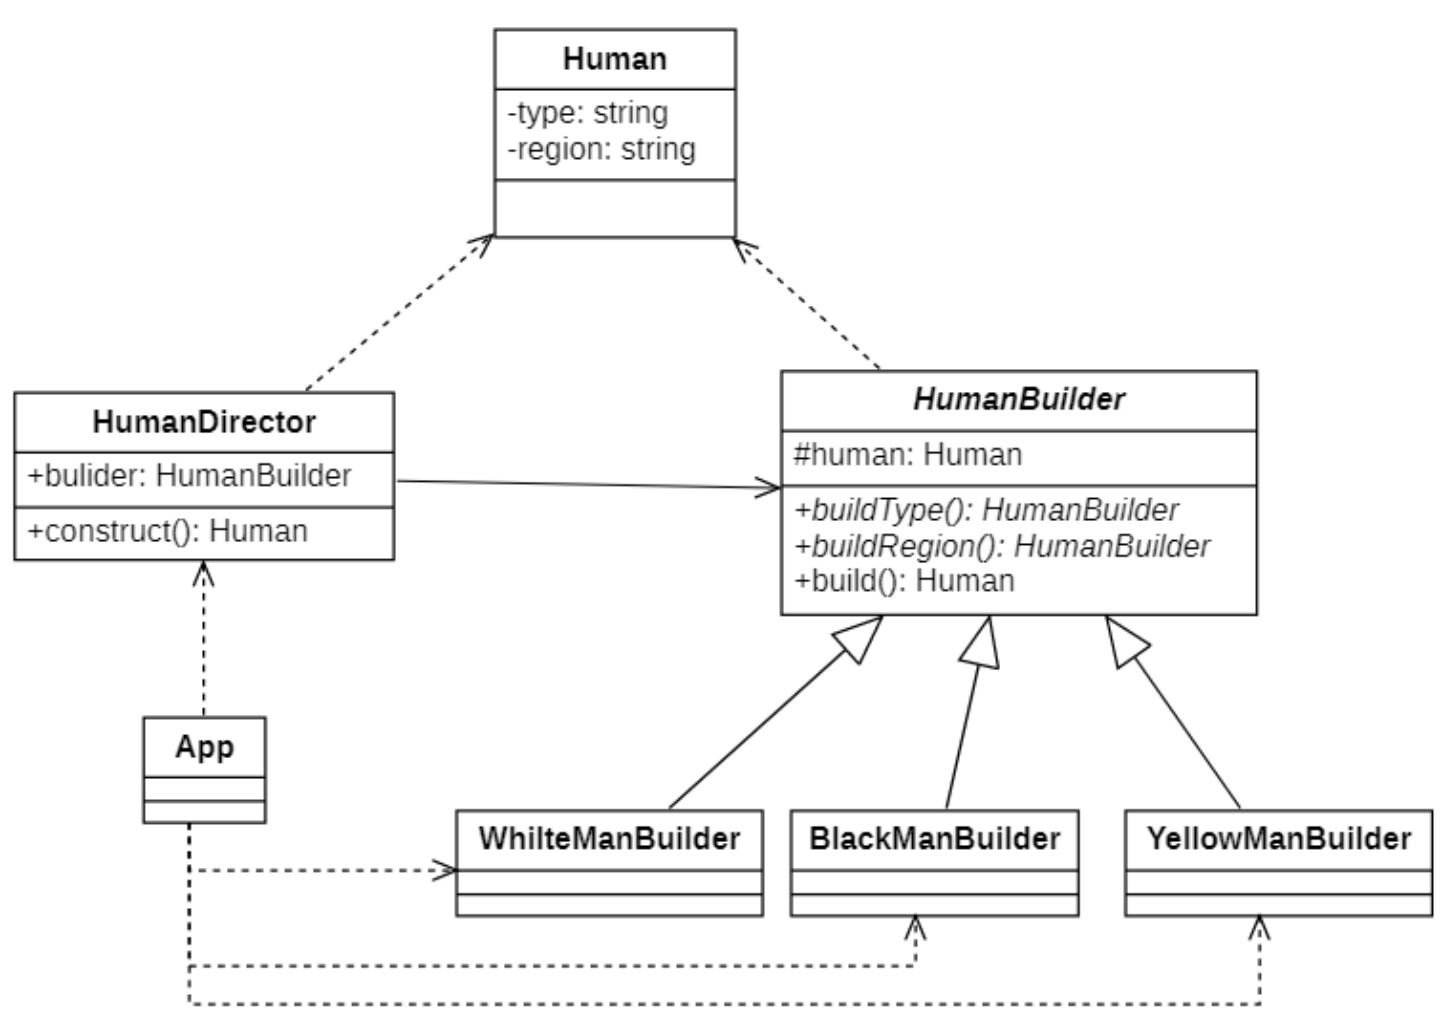 Human
-type: string
-region: string
HumanDirector
+bulider: HumanBuilder
+construct(): Human
HumanBuilder
#human: Human
+buildType(): HumanBuilder
+buildRegion(): HumanBuilder
+build(): Human
App
WhilteManBuilder
BlackManBuilder
YellowManBuilder